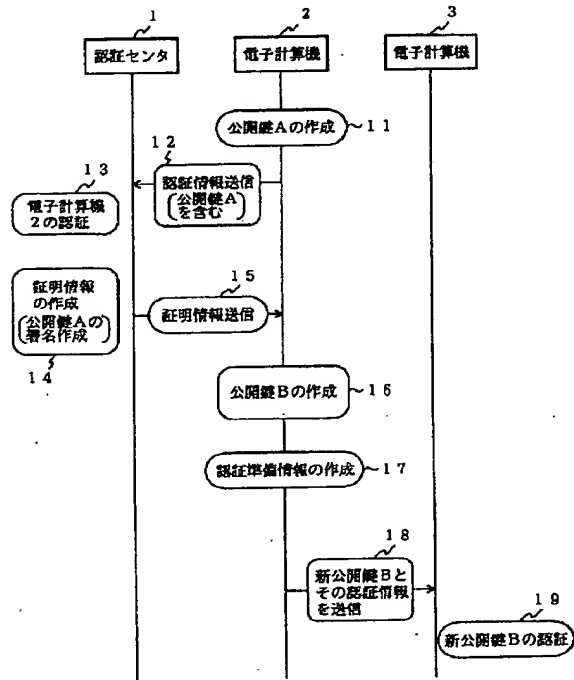 1
2
3
認証センタ
電子計算機
電子計算機
公開鍵Aの作成
11
12
認証情報送信
(公開鍵A
を含む)
13
電子計算機
2の認証
証明情報
の作成
(公開鍵Aの
署名作成)
14
15
証明情報送信
公開鍵Bの作成
16
認証準備情報の作成
17
18
新公開鍵Bと
その認証情報
を送信
19
新公開鍵Bの認証